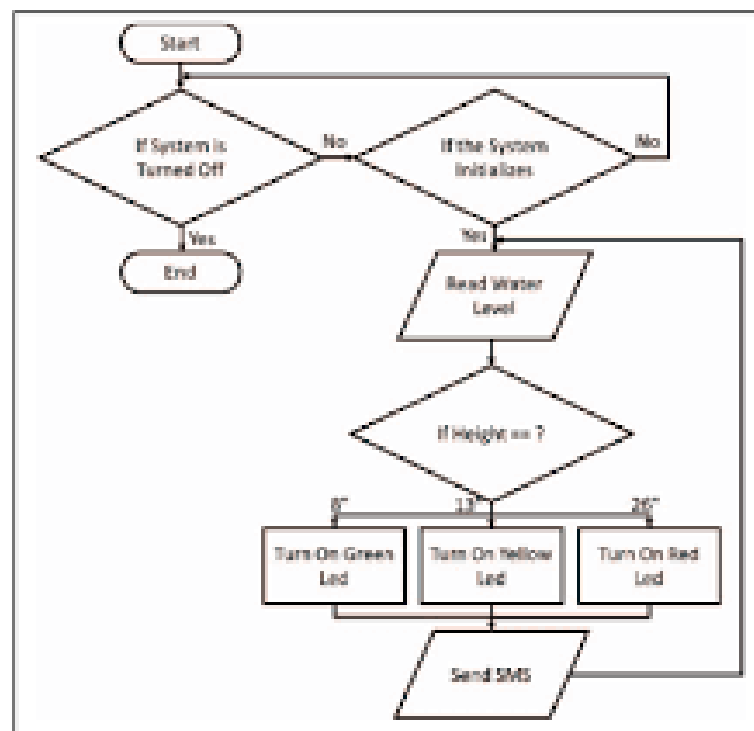 Start
If System is
Turned Off
No
If the System
Initializes
No
Yes
End
Yes
Read Water
Level
If Height == ?
8"
13"
26"
Turn On Green
Led
Turn On Yellow
Led
Turn On Red
Led
Send SMS